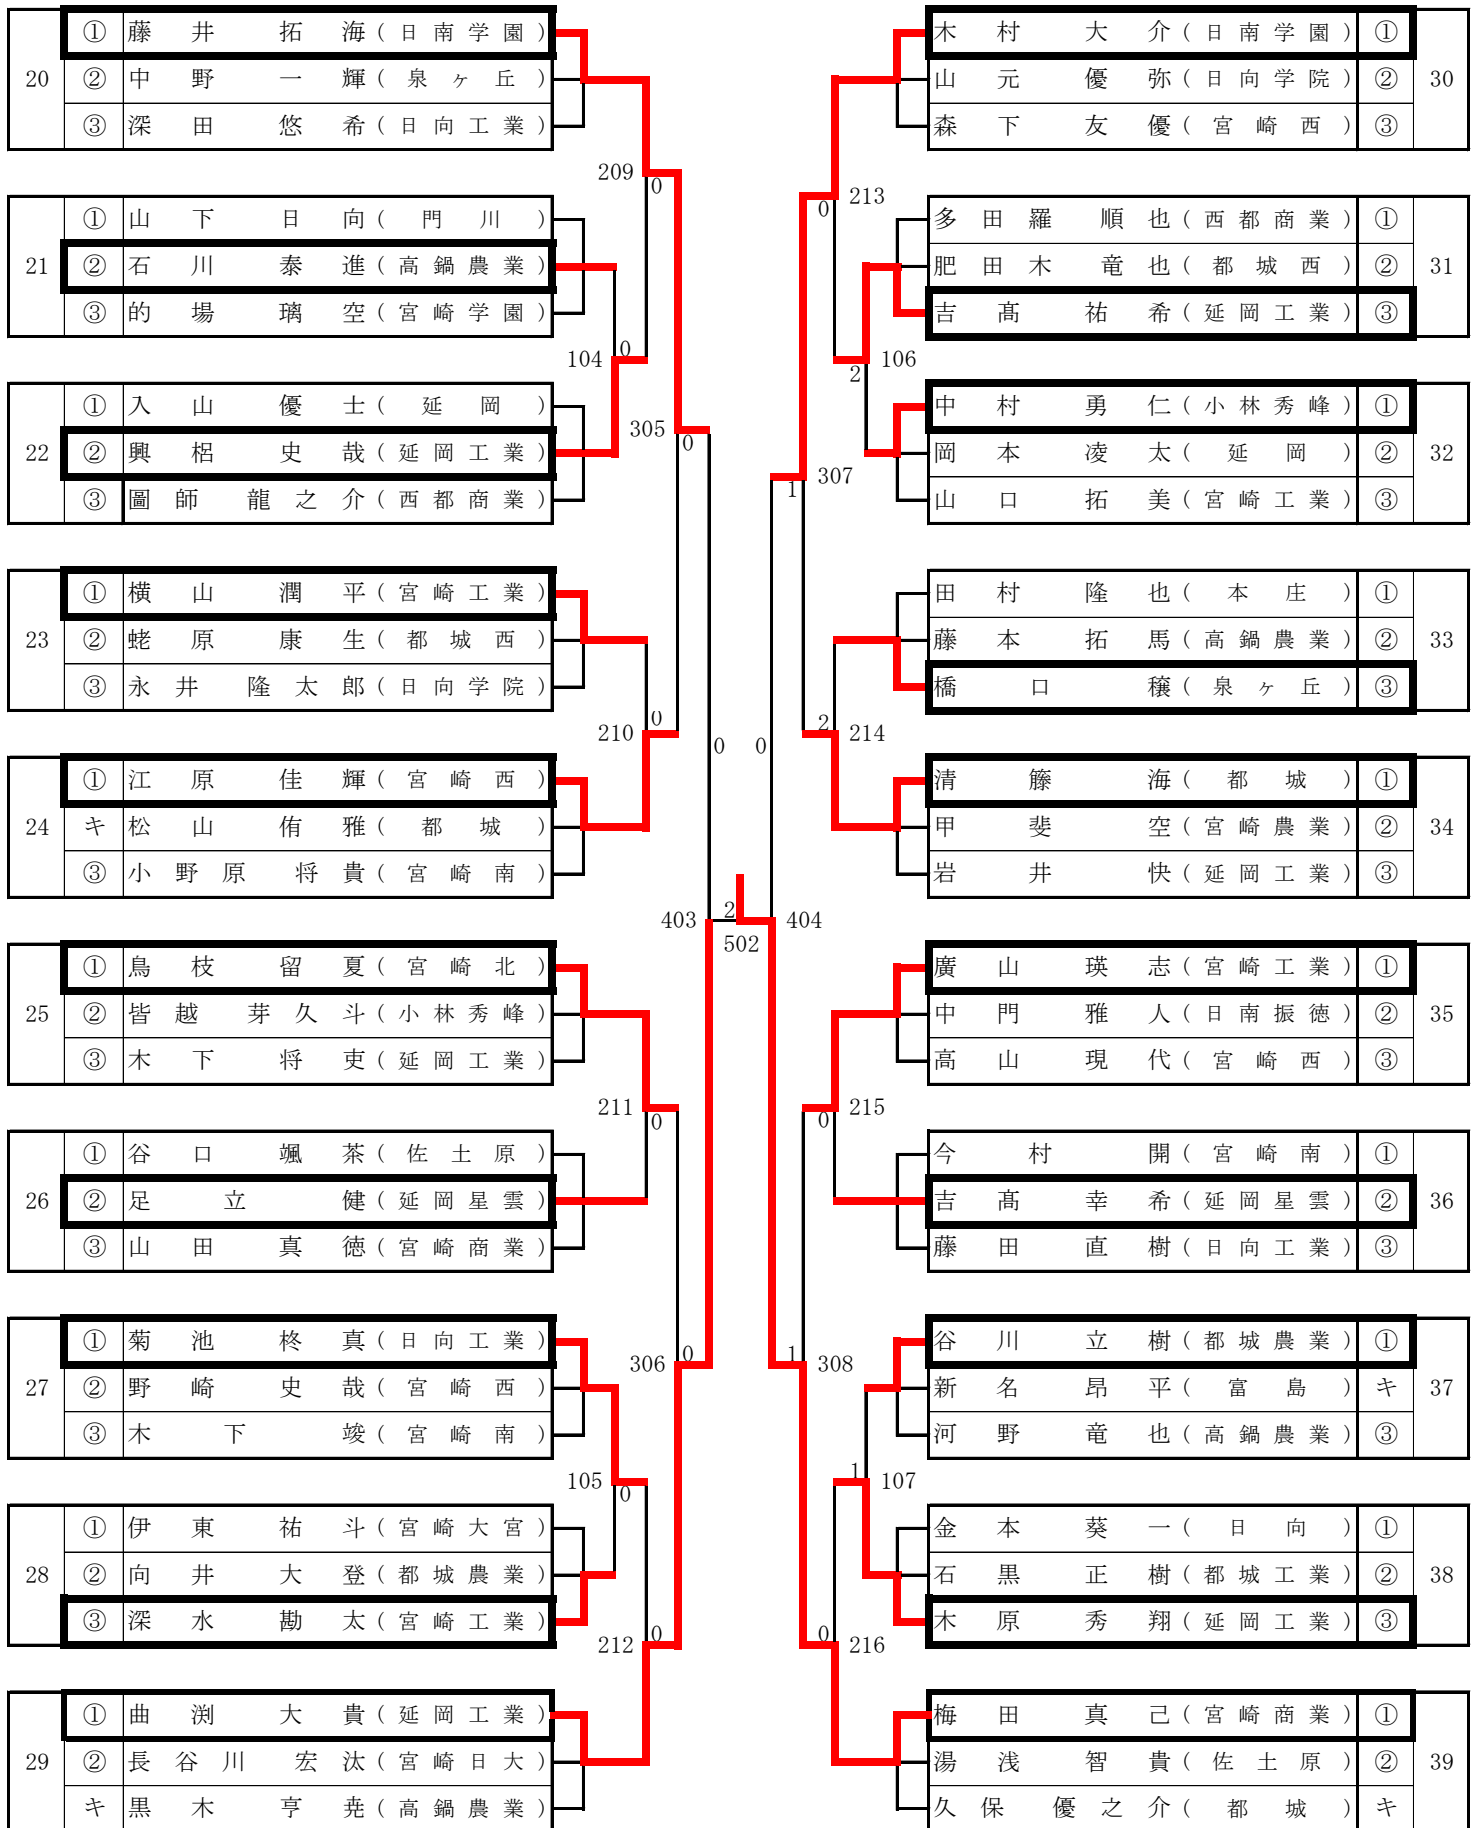 ① 藤井 拓海 (日南学園)
20 ② 中野 一輝 (泉ヶ丘)
③ 深田 悠希 (日向工業)
209
0
① 山下 日向 (門川)
21 ② 石川 泰進 (高鍋農業)
③ 的場 璃空 (宮崎学園)
104 0
① 入山 優士 (延岡)
22 ② 興梠 史哉 (延岡工業)
③ 圖師 龍之介 (西都商業)
305
0
① 横山 潤平 (宮崎工業)
23 ② 蛯原 康生 (都城西)
③ 永井 隆太郎 (日向学院)
210 0
① 江原 佳輝 (宮崎西)
24 キ 松山 侑雅 (都城)
③ 小野原 将貴 (宮崎南)
0
403
① 鳥枝 留夏 (宮崎北)
25 ② 皆越 芽久斗 (小林秀峰)
③ 木下 将吏 (延岡工業)
211
0
① 谷口 颯茶 (佐土原)
26 ② 足立 健 (延岡星雲)
③ 山田 真徳 (宮崎商業)
① 菊池 柊真 (日向工業)
27 ② 野崎 史哉 (宮崎西)
③ 木下 竣 (宮崎南)
306 0
105
0
① 伊東 祐斗 (宮崎大宮)
28 ② 向井 大登 (都城農業)
③ 深水 勘太 (宮崎工業)
212 0
① 曲渕 大貴 (延岡工業)
29 ② 長谷川 宏汰 (宮崎日大)
キ 黒木 亨尭 (高鍋農業)
2
502
木村 大介 (日南学園) ①
山元 優弥 (日向学院) ② 30
森下 友優 (宮崎西) ③
0 213
多田羅 順也 (西都商業) ①
肥田木 竜也 (都城西) ② 31
吉髙 祐希 (延岡工業) ③
2 106
中村 勇仁 (小林秀峰) ①
岡本 凌太 (延岡) ② 32
山口 拓美 (宮崎工業) ③
1 307
田村 隆也 (本庄) ①
藤本 拓馬 (高鍋農業) ② 33
橋口 穣 (泉ヶ丘) ③
2 214
清籐 海 (都城) ①
甲斐 空 (宮崎農業) ② 34
岩井 快 (延岡工業) ③
0
404
廣山 瑛志 (宮崎工業) ①
中門 雅人 (日南振徳) ② 35
高山 現代 (宮崎西) ③
0 215
今村 開 (宮崎南) ①
吉髙 幸希 (延岡星雲) ② 36
藤田 直樹 (日向工業) ③
谷川 立樹 (都城農業) ①
新名 昂平 (富島) キ 37
河野 竜也 (高鍋農業) ③
1 308
1 107
金本 葵一 (日向) ①
石黒 正樹 (都城工業) ② 38
木原 秀翔 (延岡工業) ③
0 216
梅田 真己 (宮崎商業) ①
湯浅 智貴 (佐土原) ② 39
久保 優之介 (都城) キ